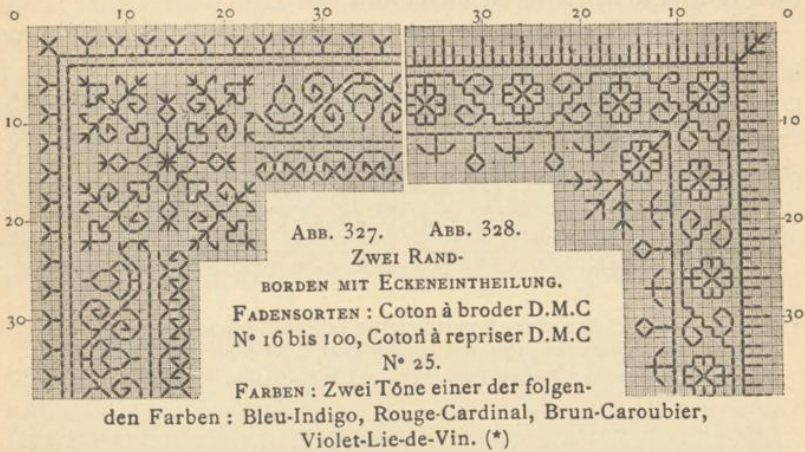 0 10 20 30 30 20 10 0
10 10
20 20
Abb. 327. Abb. 328.
Zwei Rand-
borden mit Eckeneintheilung.
Fadensorten : Coton à broder D.M.C
30 30
N° 16 bis 100, Coton à repriser D.M.C
N° 25.
Farben : Zwei Töne einer der folgen-
den Farben : Bleu-Indigo, Rouge-Cardinal, Brun-Caroubier,
Violet-Lie-de-Vin. (*)